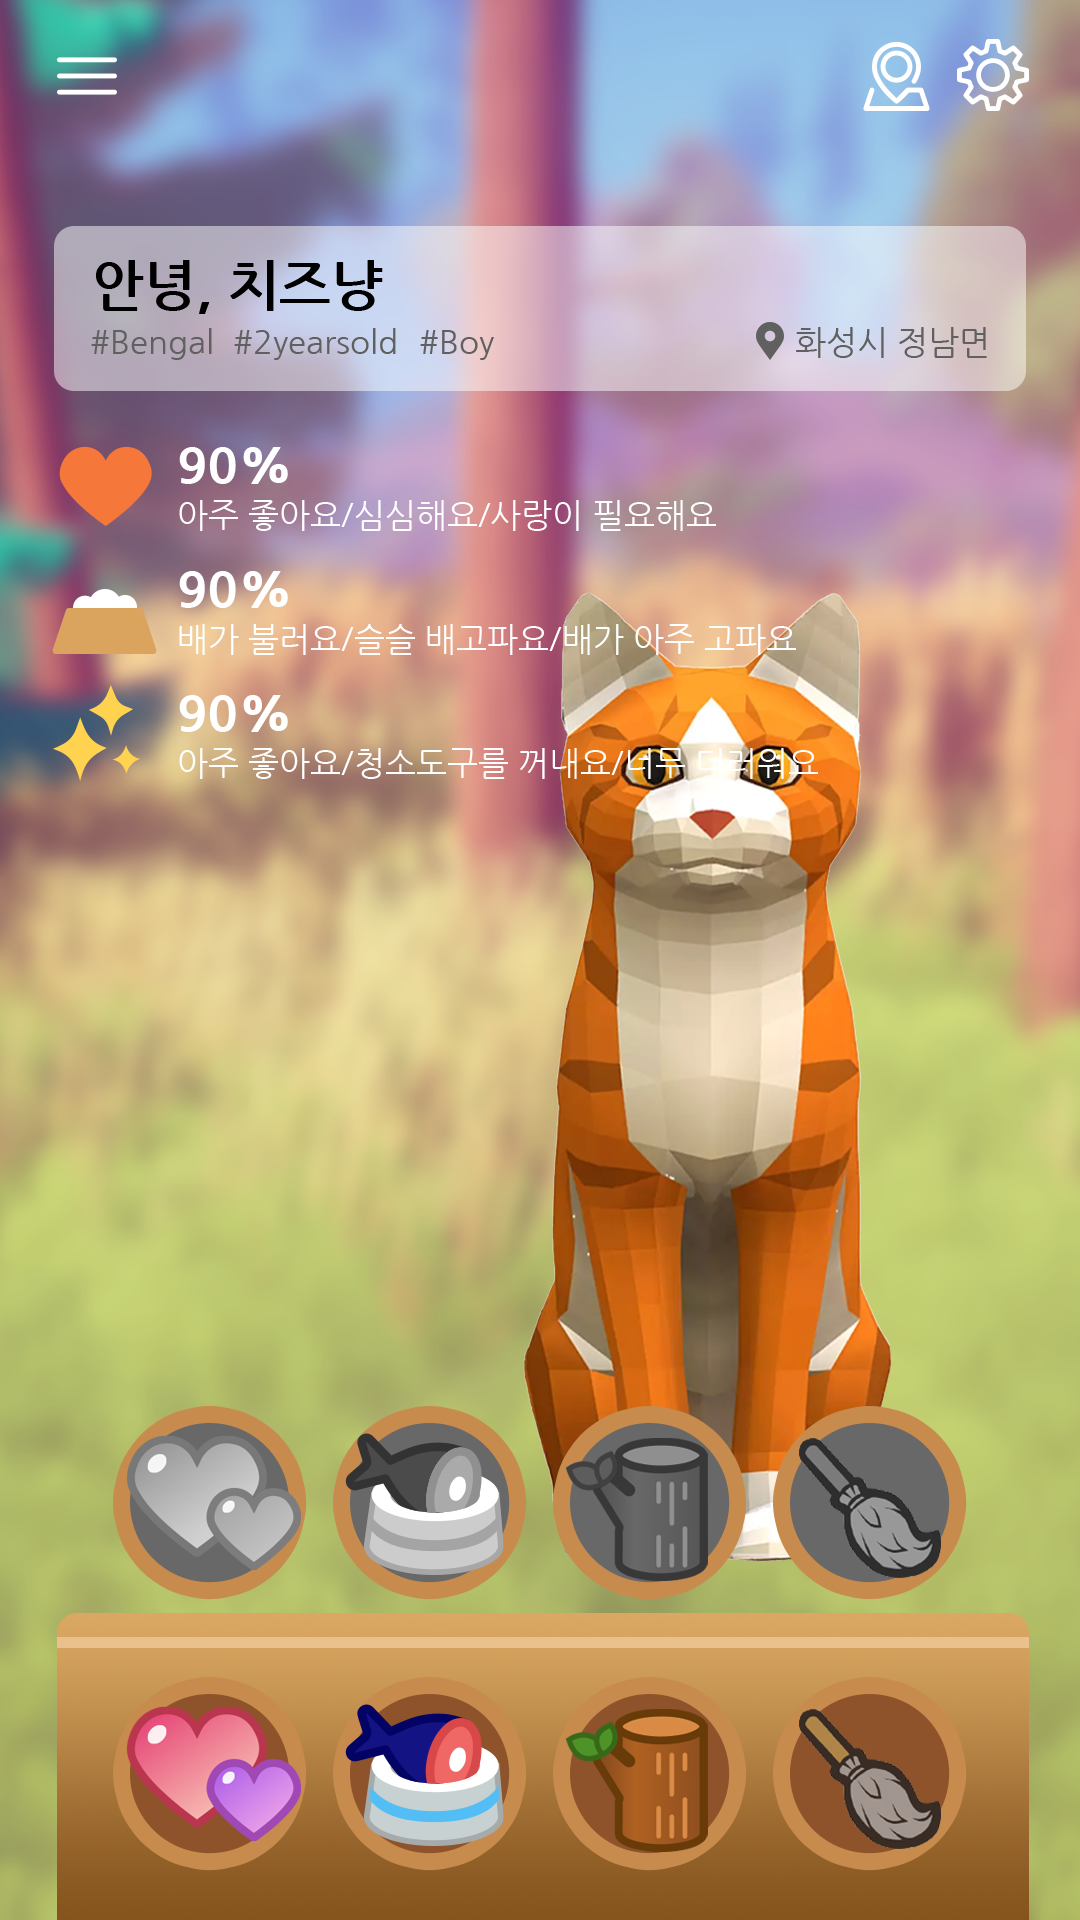 안녕, 치즈냥
#Bengal #2yearsold #Boy
화성시 정남면
90%
아주 좋아요/심심해요/사랑이 필요해요
90%
배가 불러요/슬슬 배고파요/배가 아주 고파요
90%
아주 좋아요/청소도구를 꺼내요/너무 더러워요